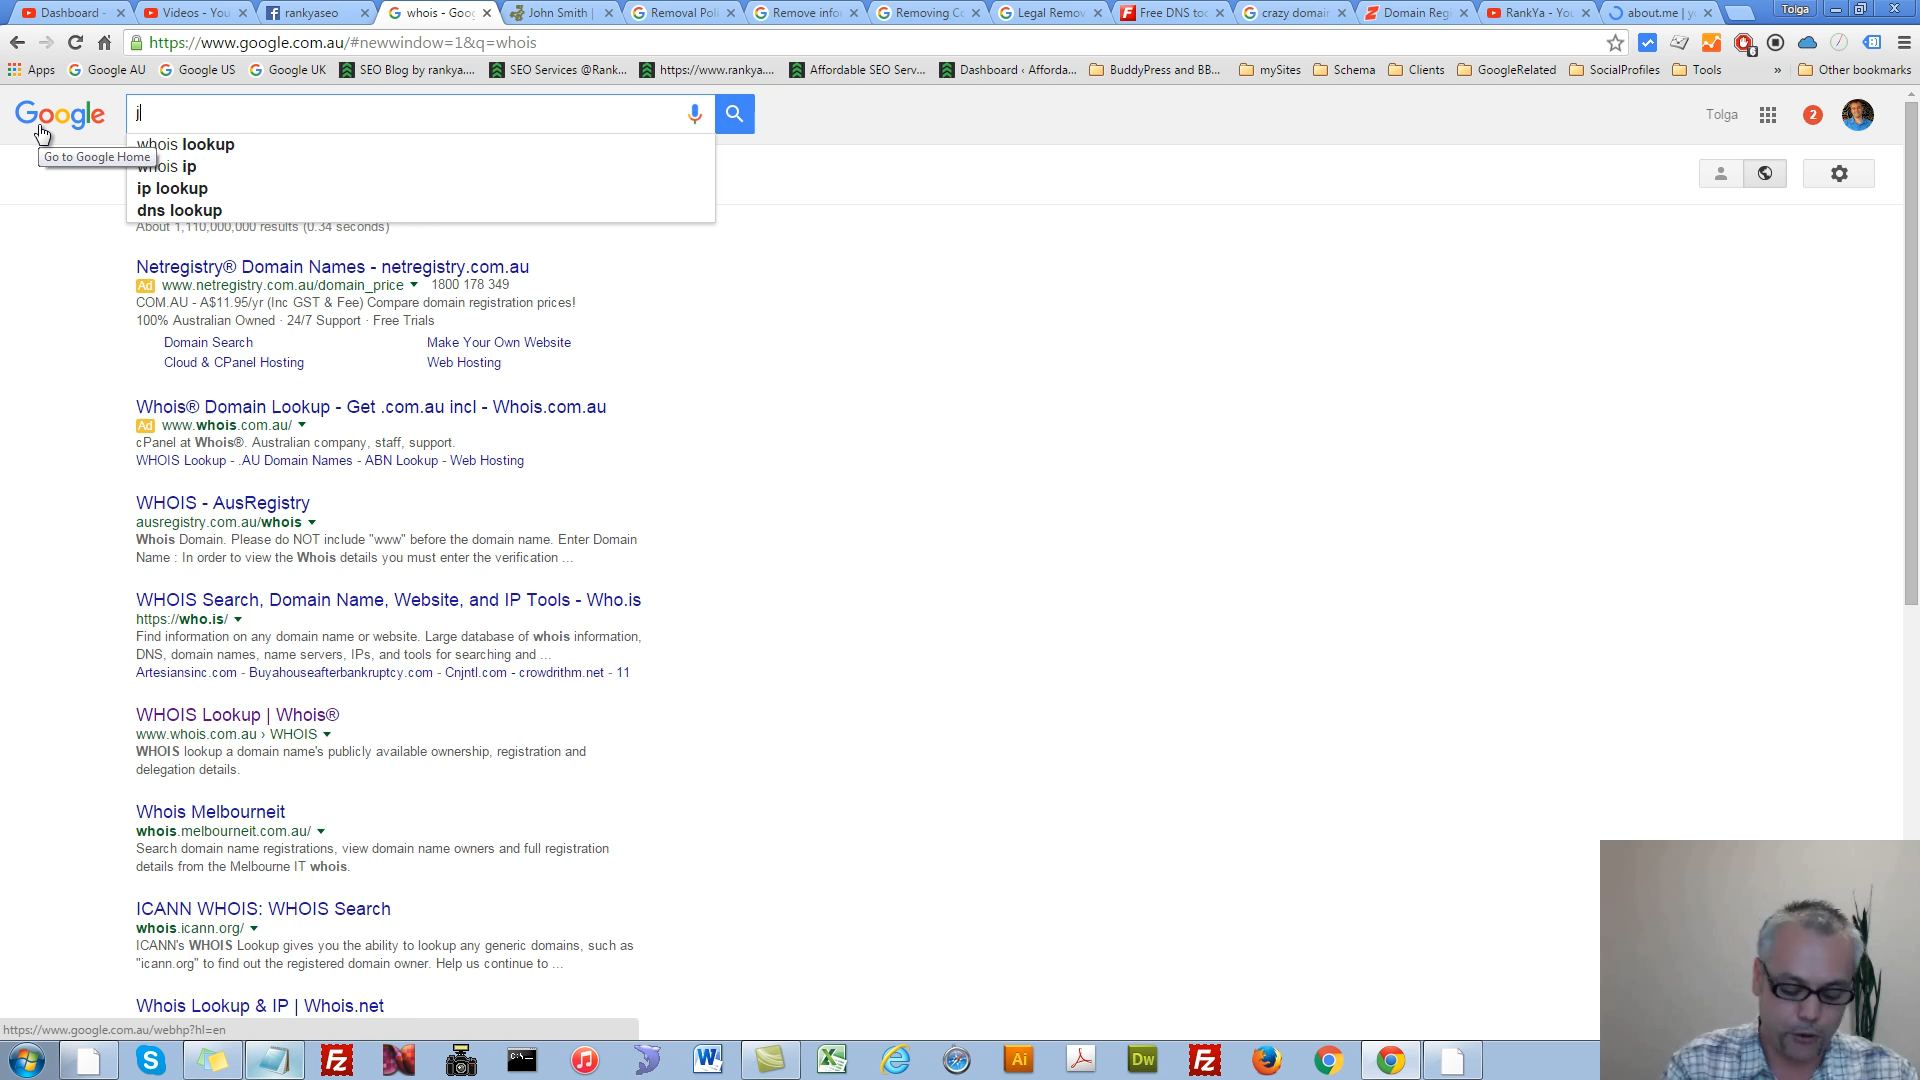 Dashboard -
Videos - You
rankyaseo
whois - Goog
John Smith |
Removal Poli
Remove info
Removing Co
Legal Remov
Free DNS too
crazy domain
Domain Regi
RankYa - You
about.me | yo
Tolga
https://www.google.com.au/#newwindow=1&q=whois
6
Apps
Google AU
Google US
Google UK
SEO Blog by rankya....
SEO Services @Rank...
https://www.rankya....
Affordable SEO Serv...
Dashboard ‹ Afforda...
BuddyPress and BB...
mySites
Schema
Clients
GoogleRelated
SocialProfiles
Tools
»
Other bookmarks
Google
j
Tolga
2
Go to Google Home
whois lookup
whois ip
ip lookup
dns lookup
About 1,110,000,000 results (0.34 seconds)
Netregistry® Domain Names - netregistry.com.au
Ad www.netregistry.com.au/domain_price 1800 178 349
COM.AU - A$11.95/yr (Inc GST & Fee) Compare domain registration prices!
100% Australian Owned · 24/7 Support · Free Trials
Domain Search Make Your Own Website
Cloud & CPanel Hosting Web Hosting
Whois® Domain Lookup - Get .com.au incl - Whois.com.au
Ad www.whois.com.au/
cPanel at Whois®. Australian company, staff, support.
WHOIS Lookup - .AU Domain Names - ABN Lookup - Web Hosting
WHOIS - AusRegistry
ausregistry.com.au/whois
Whois Domain. Please do NOT include "www" before the domain name. Enter Domain
Name : In order to view the Whois details you must enter the verification ...
WHOIS Search, Domain Name, Website, and IP Tools - Who.is
https://who.is/
Find information on any domain name or website. Large database of whois information,
DNS, domain names, name servers, IPs, and tools for searching and ...
Artesiansinc.com - Buyahouseafterbankruptcy.com - Cnjntl.com - crowdrithm.net - 11
WHOIS Lookup | Whois®
www.whois.com.au › WHOIS
WHOIS lookup a domain name's publicly available ownership, registration and
delegation details.
Whois Melbourneit
whois.melbourneit.com.au/
Search domain name registrations, view domain name owners and full registration
details from the Melbourne IT whois.
ICANN WHOIS: WHOIS Search
whois.icann.org/
ICANN's WHOIS Lookup gives you the ability to lookup any generic domains, such as
"icann.org" to find out the registered domain owner. Help us continue to ...
Whois Lookup & IP | Whois.net
https://www.google.com.au/webhp?hl=en
S
Fz
C:\
W
X
Ai
Dw
Fz